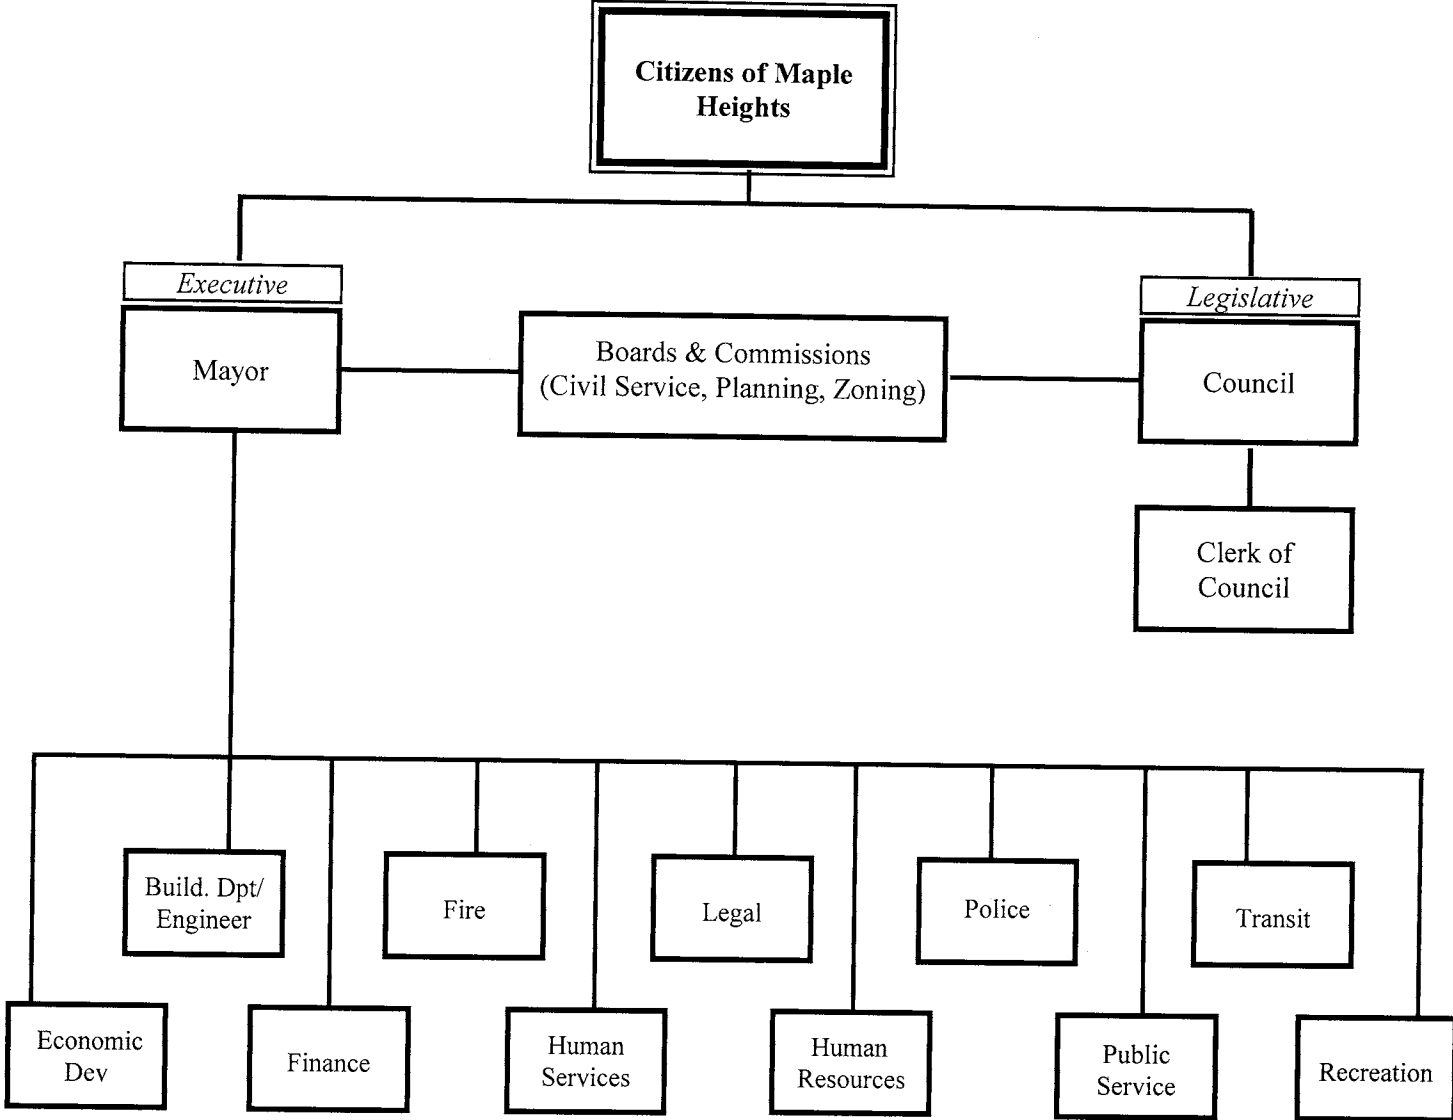 Citizens of Maple
Heights
Executive
Legislative
Mayor
Boards & Commissions
(Civil Service, Planning, Zoning)
Council
Clerk of
Council
Build. Dpt/
Engineer
Fire
Legal
Police
Transit
Economic
Dev
Finance
Human
Services
Human
Resources
Public
Service
Recreation